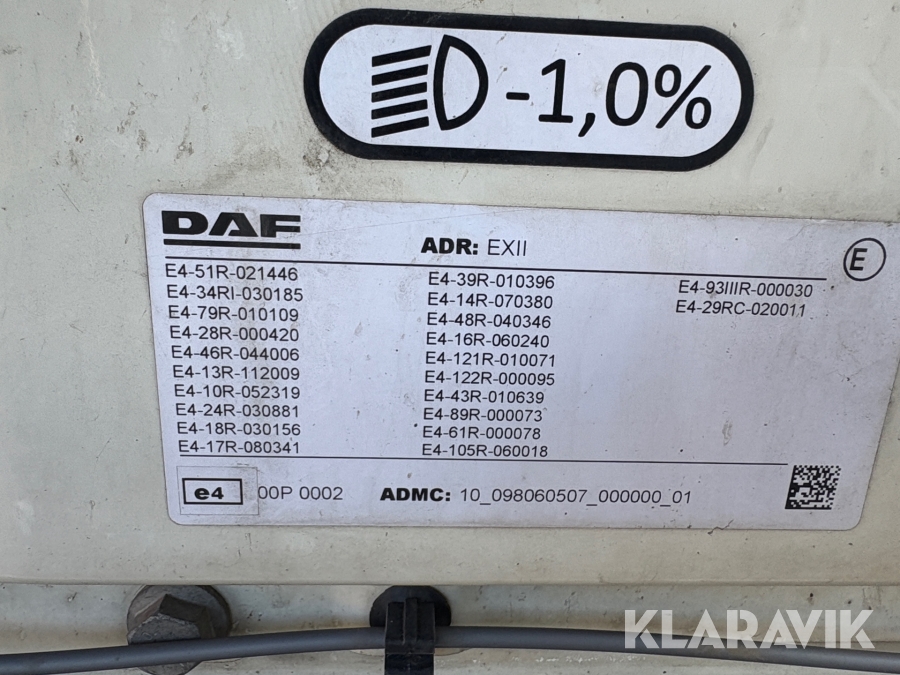 -1,0%
DAF
ADR: EXII
E
E4-51R-021446
E4-34RI-030185
E4-79R-010109
E4-28R-000420
E4-46R-044006
E4-13R-112009
E4-10R-052319
E4-24R-030881
E4-18R-030156
E4-17R-080341
E4-39R-010396
E4-14R-070380
E4-48R-040346
E4-16R-060240
E4-121R-010071
E4-122R-000095
E4-43R-010639
E4-89R-000073
E4-61R-000078
E4-105R-060018
E4-93IIIR-000030
E4-29RC-020011
e4 00P 0002 ADMC: 10_098060507_000000_01
KLARAVIK